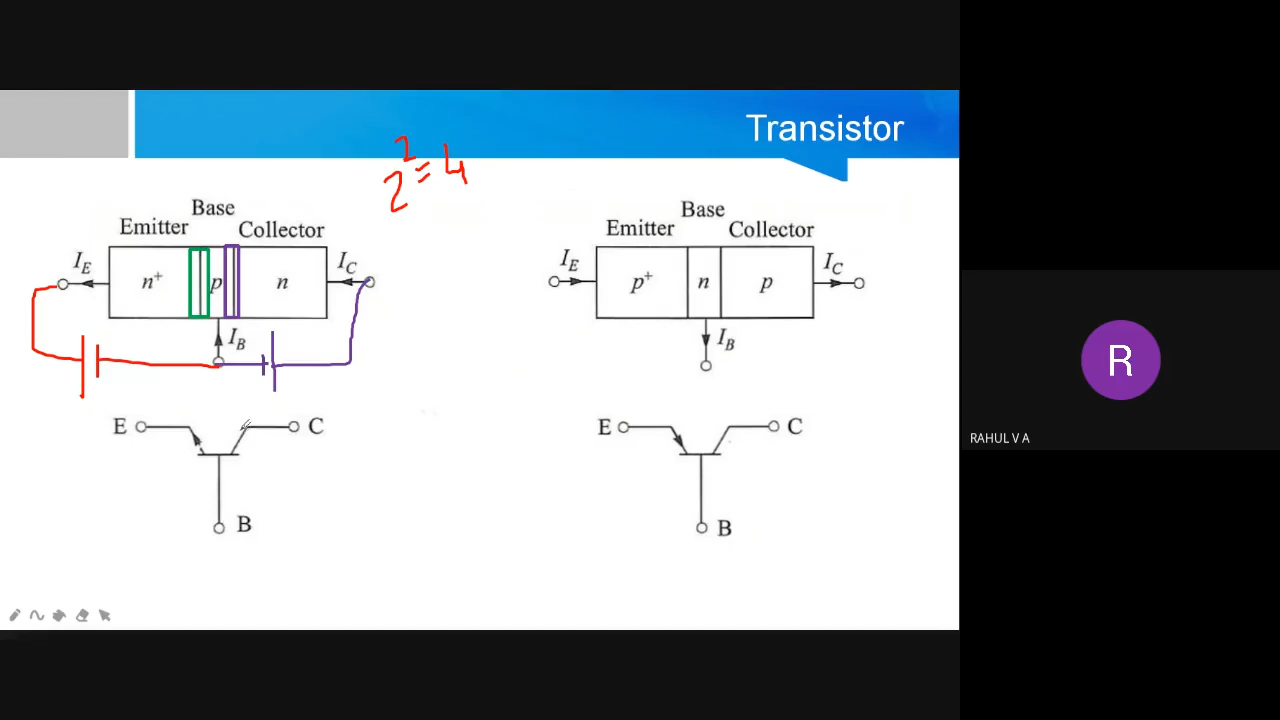 Transistor
2² = 4
Base
Emitter Collector
I_E n⁺ p n I_C
I_B
E C
B
Base
Emitter Collector
I_E p⁺ n p I_C
I_B
E C
B
R
RAHUL V A